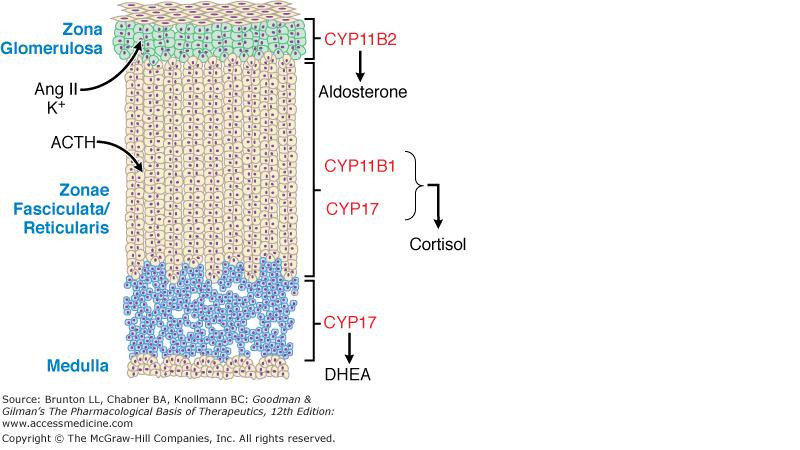 Zona
Glomerulosa
CYP11B2
Aldosterone
Ang II
K+
ACTH
CYP11B1
CYP17
Zonae
Fasciculata/
Reticularis
Cortisol
CYP17
Medulla
DHEA
Source: Brunton LL, Chabner BA, Knollmann BC: Goodman &
Gilman's The Pharmacological Basis of Therapeutics, 12th Edition:
www.accessmedicine.com
Copyright © The McGraw-Hill Companies, Inc. All rights reserved.